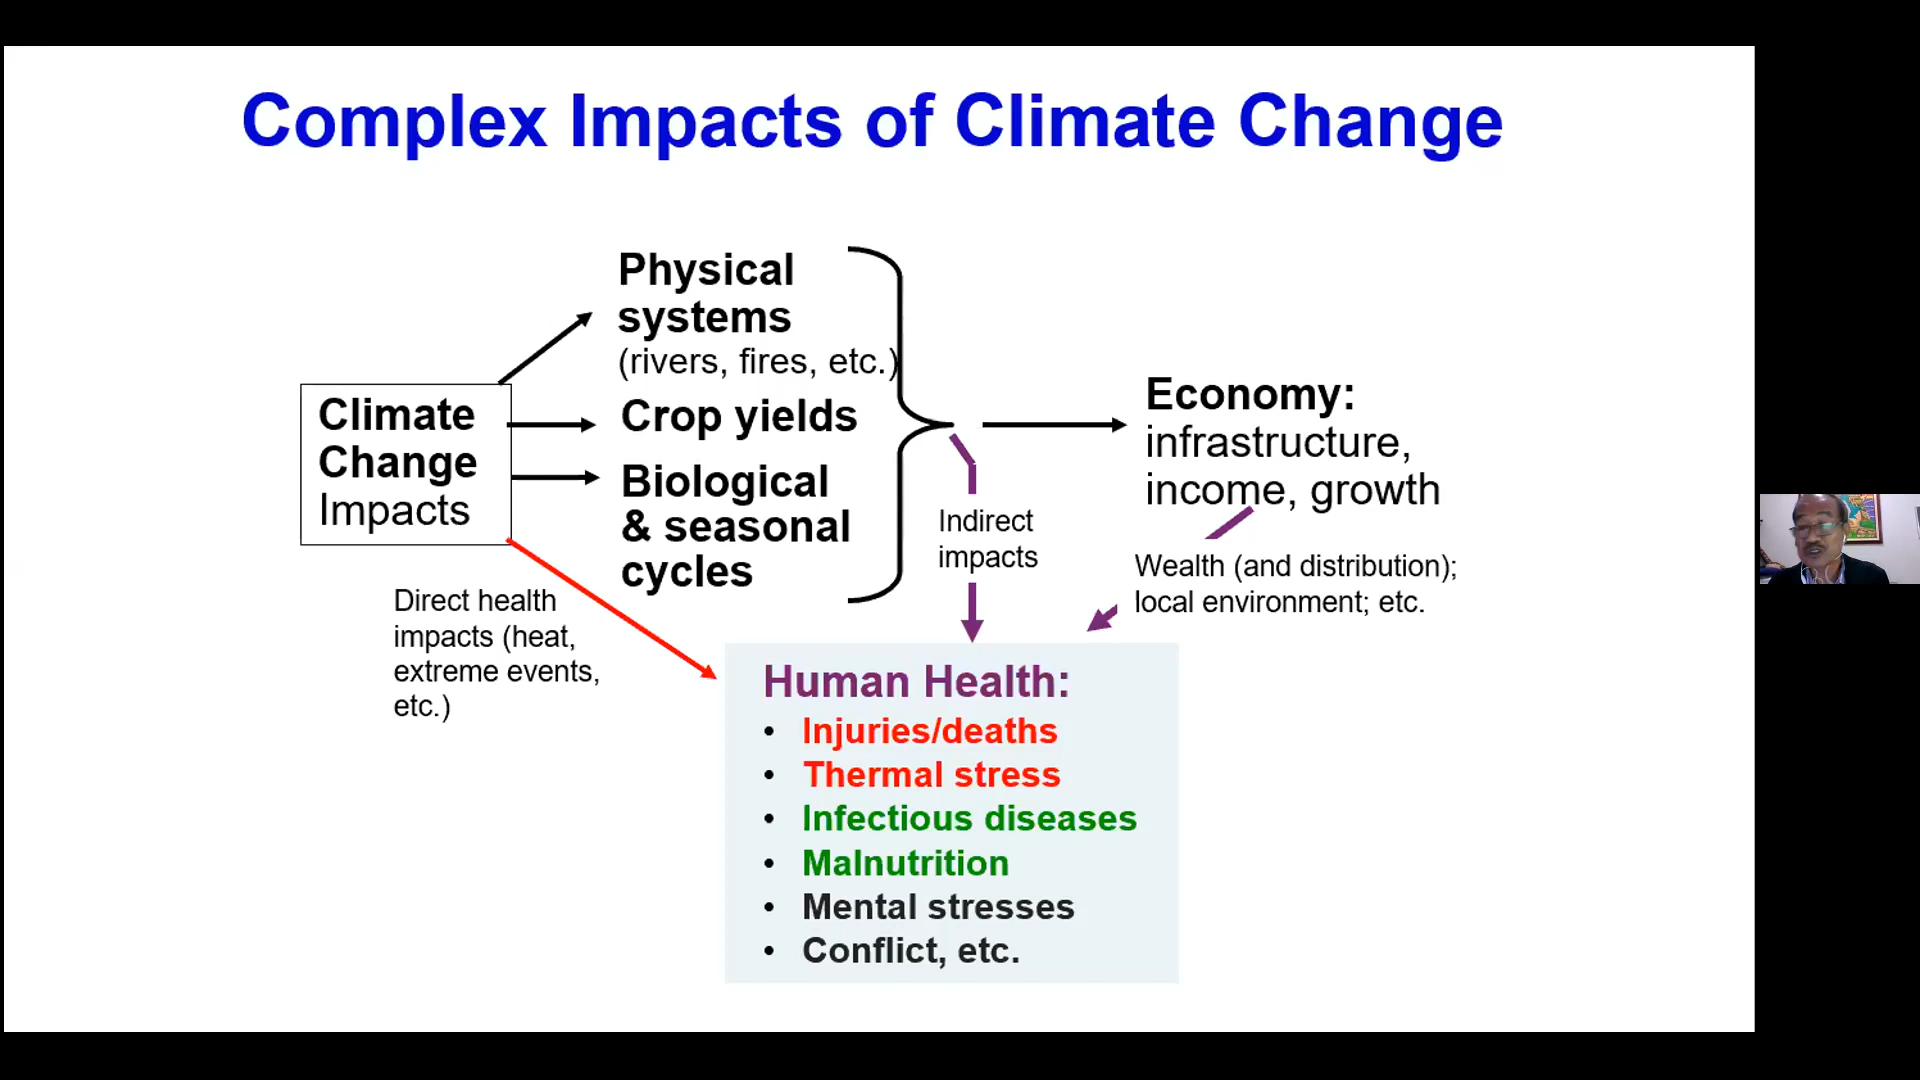 Complex Impacts of Climate Change
Physical
systems
(rivers, fires, etc.)
Climate
Change
Impacts
Crop yields
Biological
& seasonal
cycles
Economy:
infrastructure,
income, growth
Indirect
impacts
Wealth (and distribution);
local environment; etc.
Direct health
impacts (heat,
extreme events,
etc.)
Human Health:
• Injuries/deaths
• Thermal stress
• Infectious diseases
• Malnutrition
• Mental stresses
• Conflict, etc.